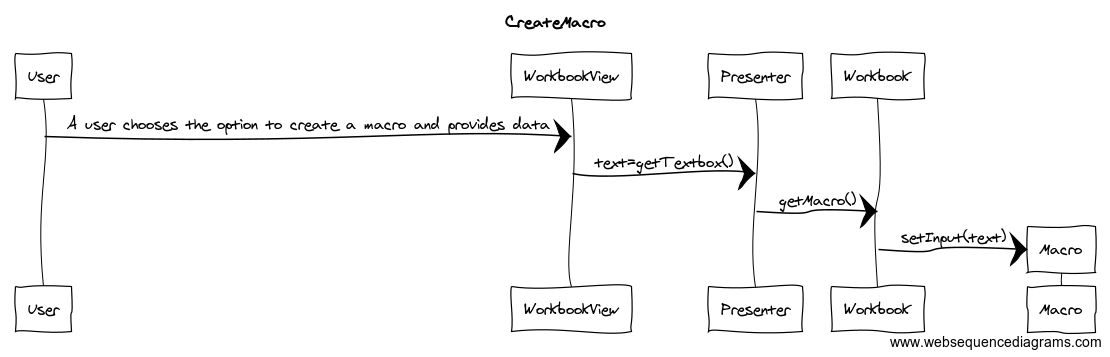 CreateMacro
User
WorkbookView
Presenter
Workbook
A user chooses the option to create a macro and provides data
text=getTextbox()
getMacro()
setInput(text)
Macro
User
WorkbookView
Presenter
Workbook
Macro
www.websequencediagrams.com